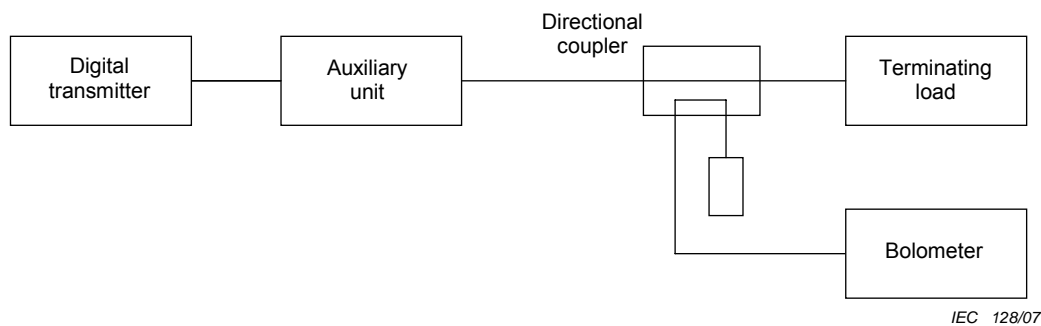 Directional
coupler
Digital
transmitter
Auxiliary
unit
Terminating
load
Bolometer
IEC 128/07